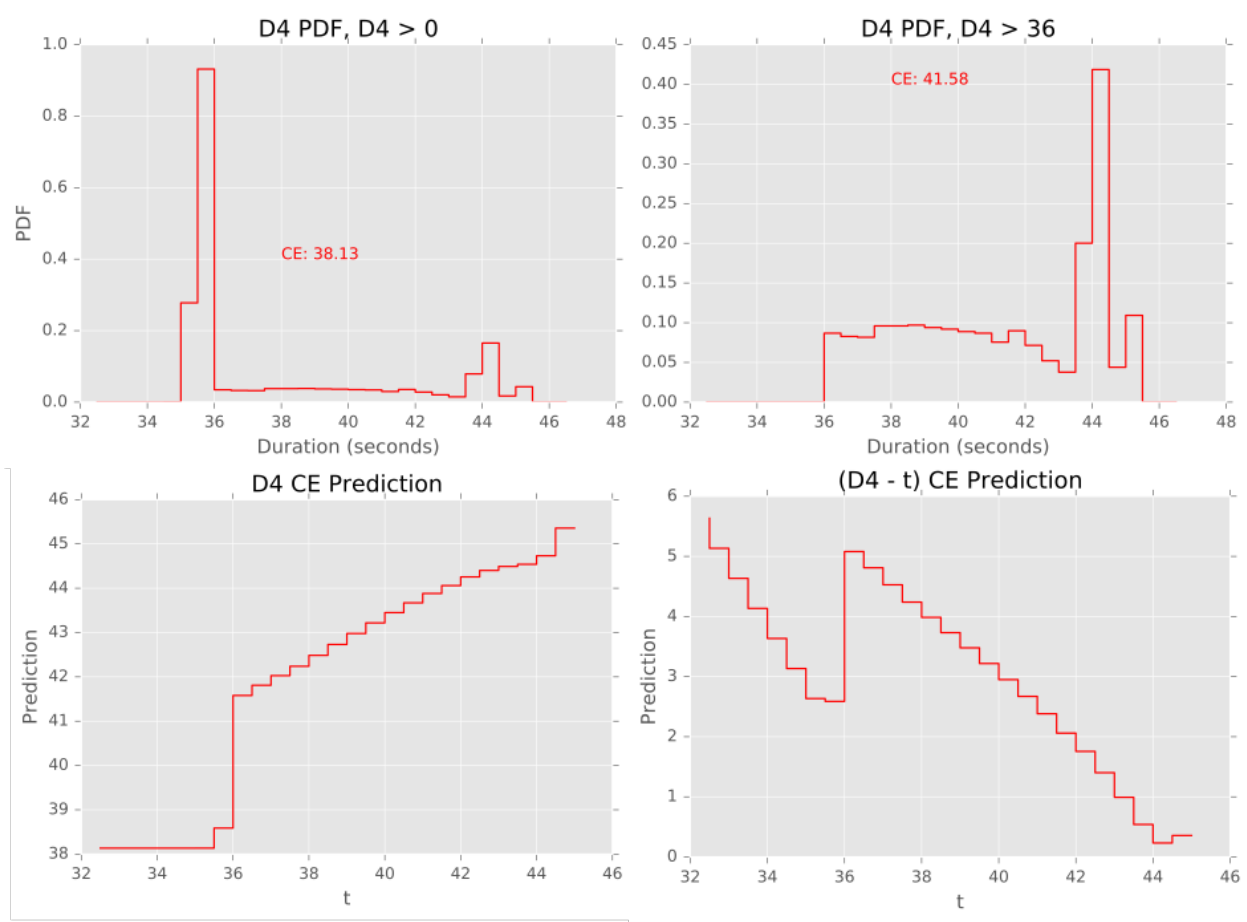 D4 PDF, D4 > 0
1.0
0.8
0.6
0.4
0.2
0.0
PDF
CE: 38.13
32 34 36 38 40 42 44 46 48
Duration (seconds)
D4 PDF, D4 > 36
0.45
0.40
0.35
0.30
0.25
0.20
0.15
0.10
0.05
0.00
CE: 41.58
32 34 36 38 40 42 44 46 48
Duration (seconds)
D4 CE Prediction
46
45
44
43
42
41
40
39
38
Prediction
32 34 36 38 40 42 44 46
t
(D4 - t) CE Prediction
6
5
4
3
2
1
0
Prediction
32 34 36 38 40 42 44 46
t